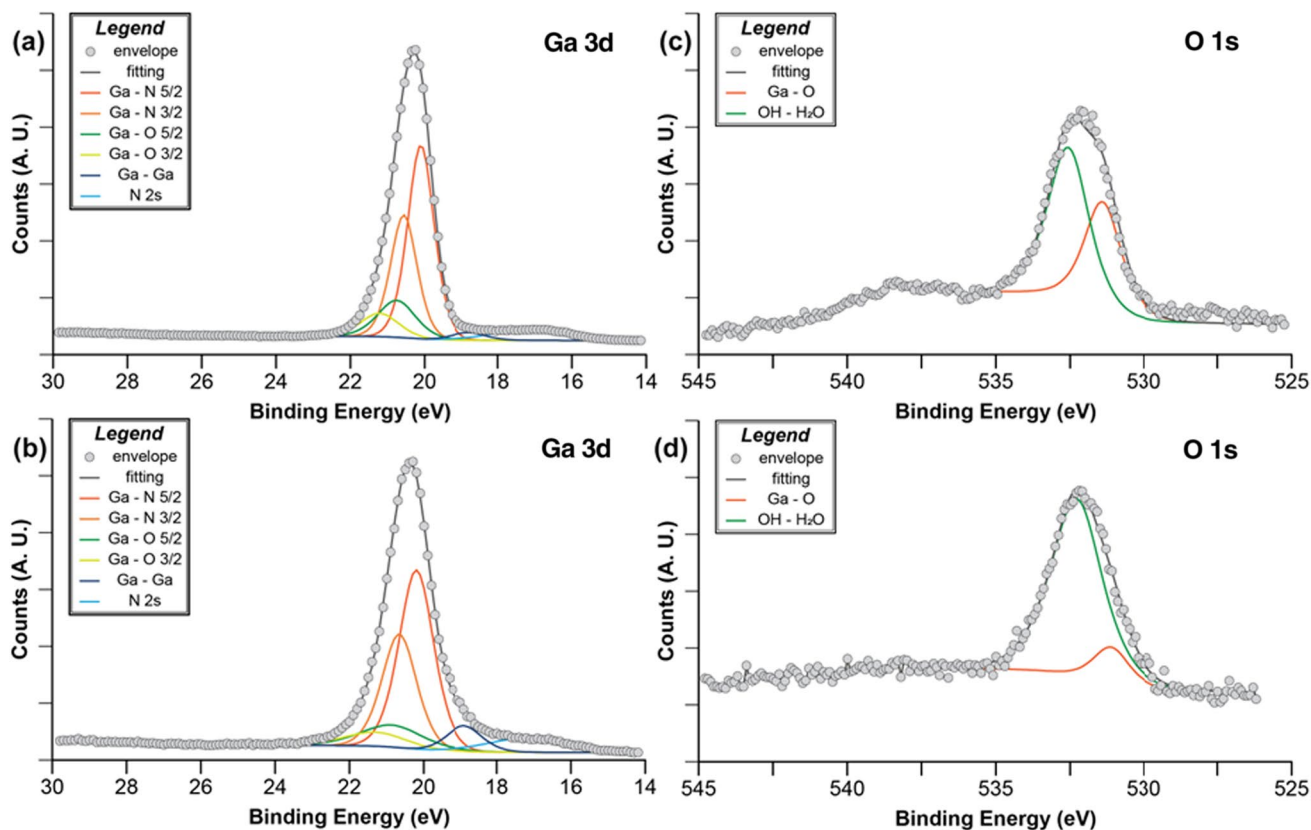 (a)
Legend
envelope
fitting
Ga - N 5/2
Ga - N 3/2
Ga - O 5/2
Ga - O 3/2
Ga - Ga
N 2s
Ga 3d
Counts (A. U.)
30 28 26 24 22 20 18 16 14
Binding Energy (eV)
(c)
Legend
envelope
fitting
Ga - O
OH - H₂O
O 1s
Counts (A. U.)
545 540 535 530 525
Binding Energy (eV)
(b)
Legend
envelope
fitting
Ga - N 5/2
Ga - N 3/2
Ga - O 5/2
Ga - O 3/2
Ga - Ga
N 2s
Ga 3d
Counts (A. U.)
30 28 26 24 22 20 18 16 14
Binding Energy (eV)
(d)
Legend
envelope
fitting
Ga - O
OH - H₂O
O 1s
Counts (A. U.)
545 540 535 530 525
Binding Energy (eV)